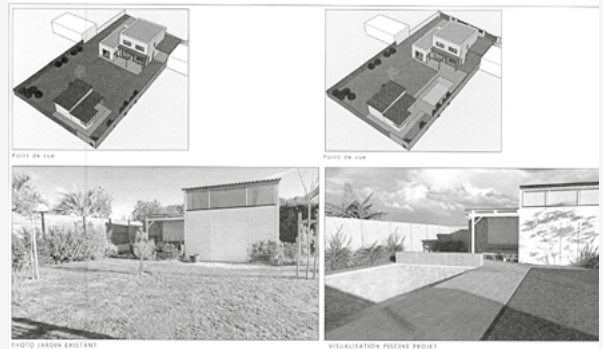 Point de vue
Point de vue
PHOTO JARDIN EXISTANT
VISUALISATION PISCINE PROJET